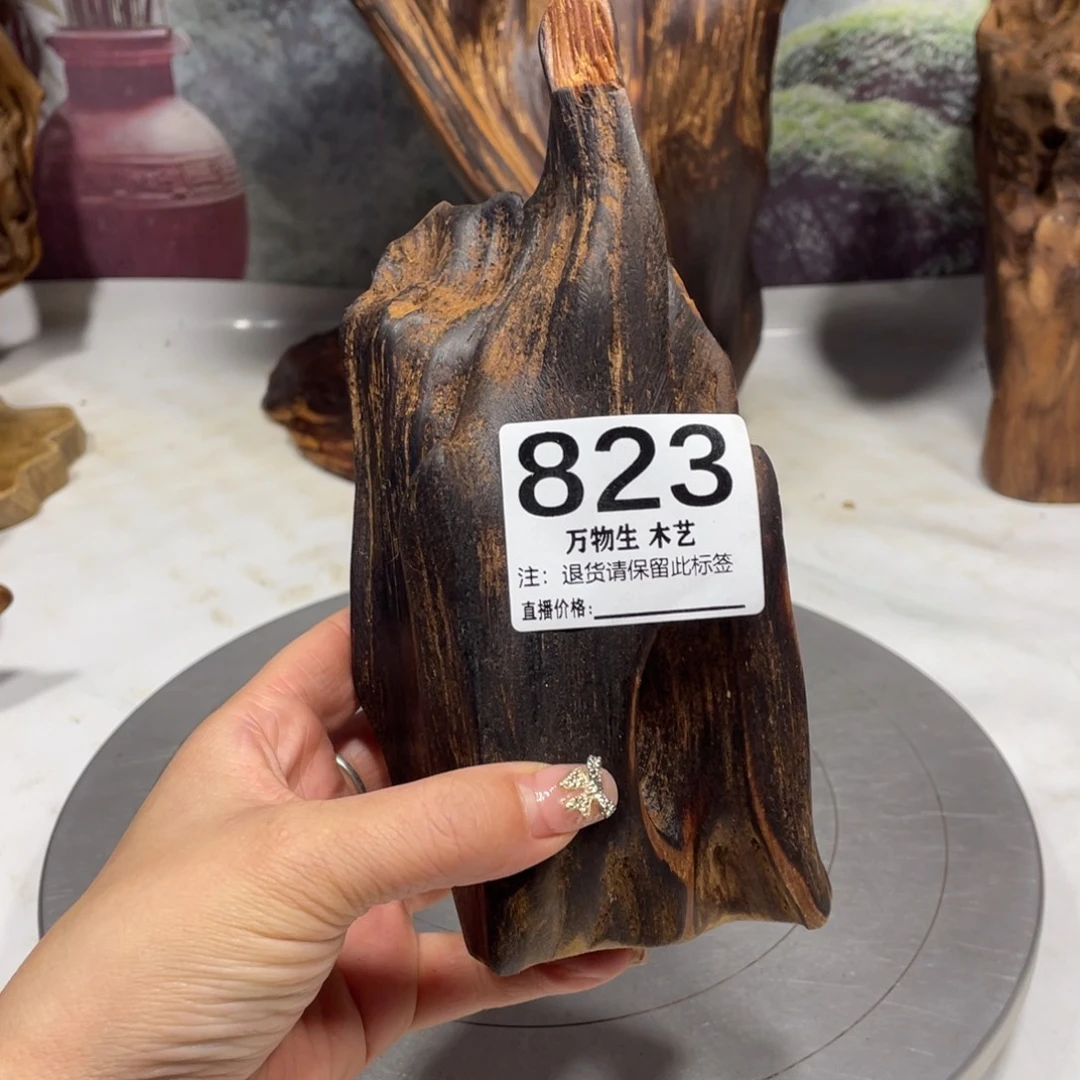 823
万物生 木艺
注：退货请保留此标签
直播价格: